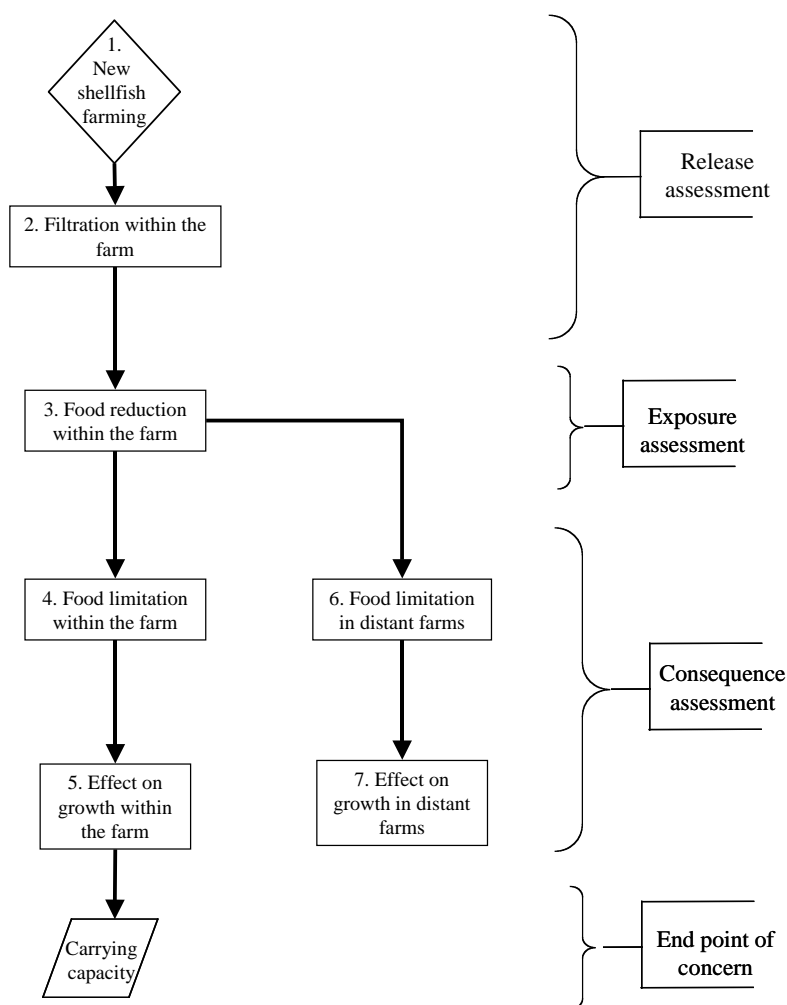 1.
New
shellfish
farming
Release
assessment
2. Filtration within the
farm
3. Food reduction
within the farm
Exposure
assessment
4. Food limitation
within the farm
6. Food limitation
in distant farms
Consequence
assessment
5. Effect on
growth within
the farm
7. Effect on
growth in distant
farms
Carrying
capacity
End point of
concern